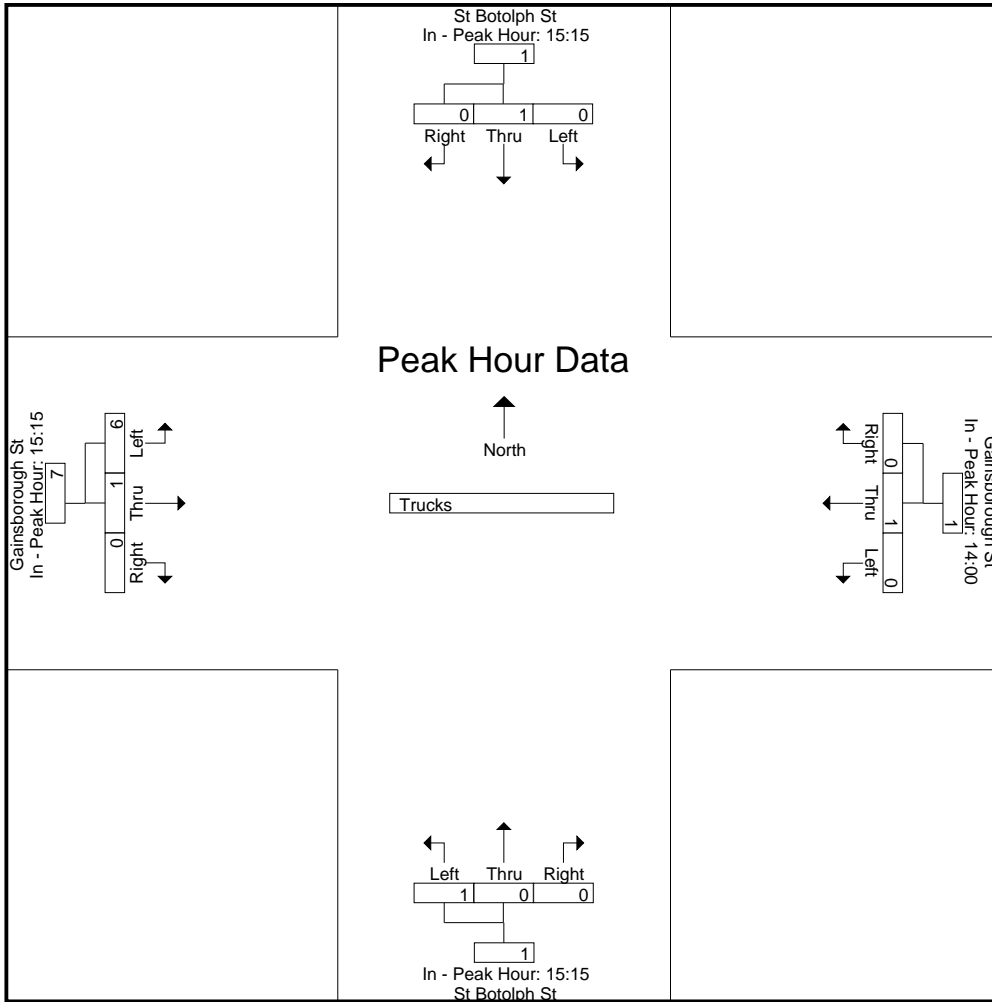 St Botolph St
In - Peak Hour: 15:15
1
0 1 0
Right Thru Left
Peak Hour Data
North
Trucks
Gainsborough St
In - Peak Hour: 15:15
7
6 1 0
Left Thru Right
Gainsborough St
In - Peak Hour: 14:00
1
0 1 0
Right Thru Left
Left Thru Right
1 0 0
1
In - Peak Hour: 15:15
St Botolph St